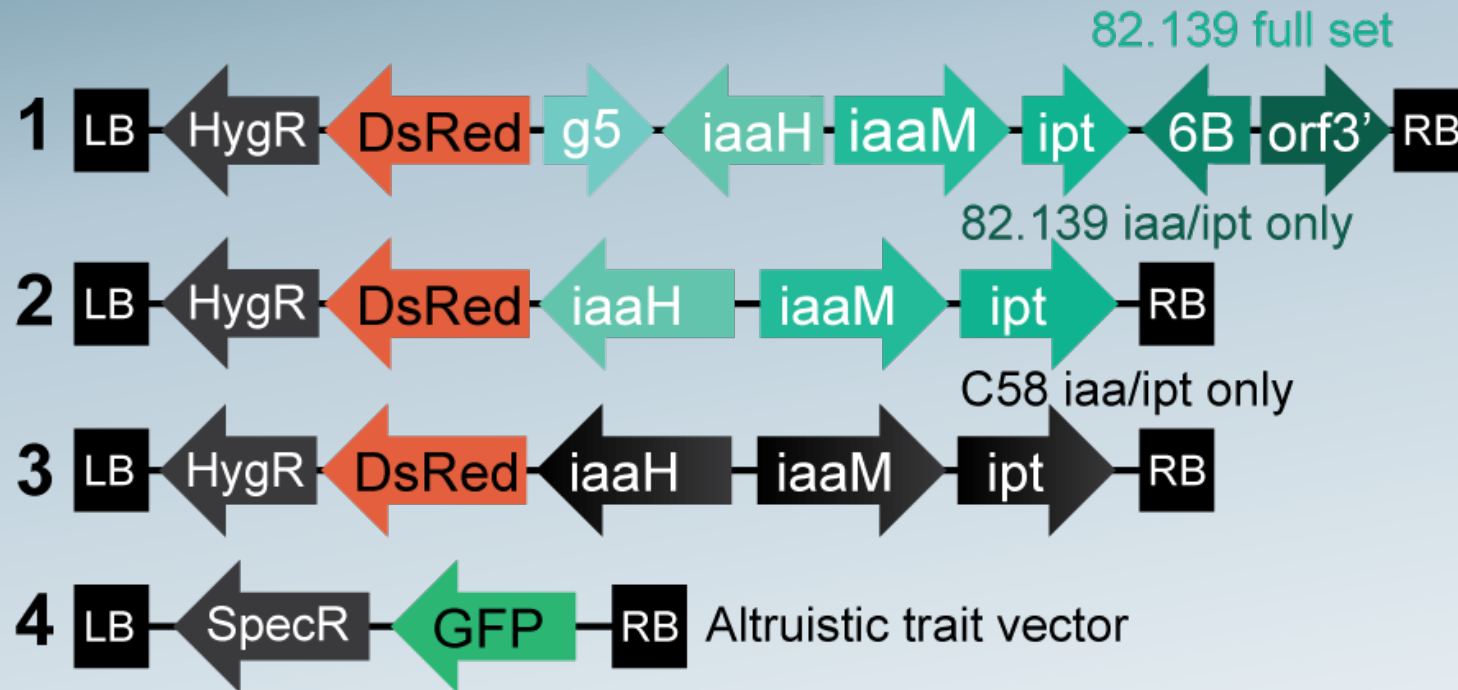 82.139 full set
1 LB HygR DsRed g5 iaaH iaaM ipt 6B orf3’ RB
82.139 iaa/ipt only
2 LB HygR DsRed iaaH iaaM ipt RB
C58 iaa/ipt only
3 LB HygR DsRed iaaH iaaM ipt RB
4 LB SpecR GFP RB Altruistic trait vector